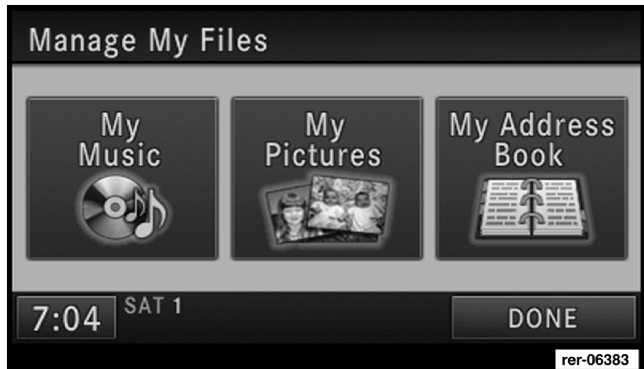 Manage My Files
My
Music
My
Pictures
My Address
Book
7:04
SAT 1
DONE
rer-06383